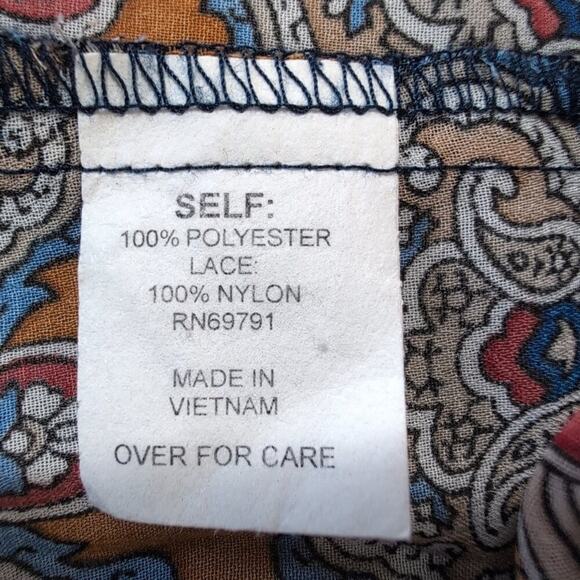 SELF:
100% POLYESTER
LACE:
100% NYLON
RN69791
MADE IN
VIETNAM
OVER FOR CARE